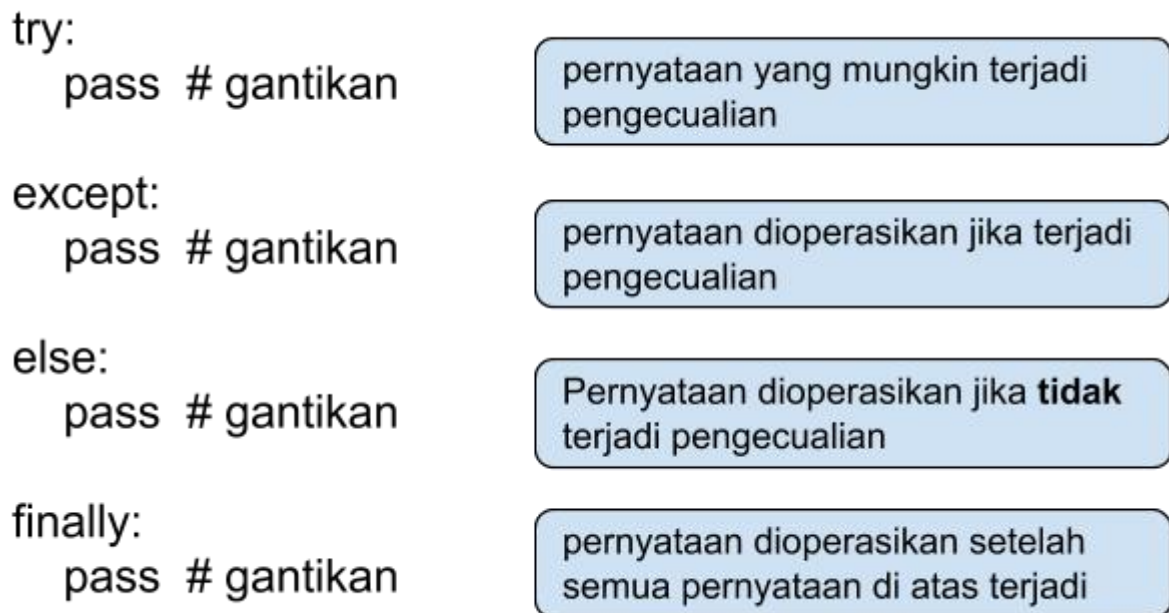 try:
pass # gantikan
pernyataan yang mungkin terjadi
pengecualian
except:
pass # gantikan
pernyataan dioperasikan jika terjadi
pengecualian
else:
pass # gantikan
Pernyataan dioperasikan jika tidak
terjadi pengecualian
finally:
pass # gantikan
pernyataan dioperasikan setelah
semua pernyataan di atas terjadi